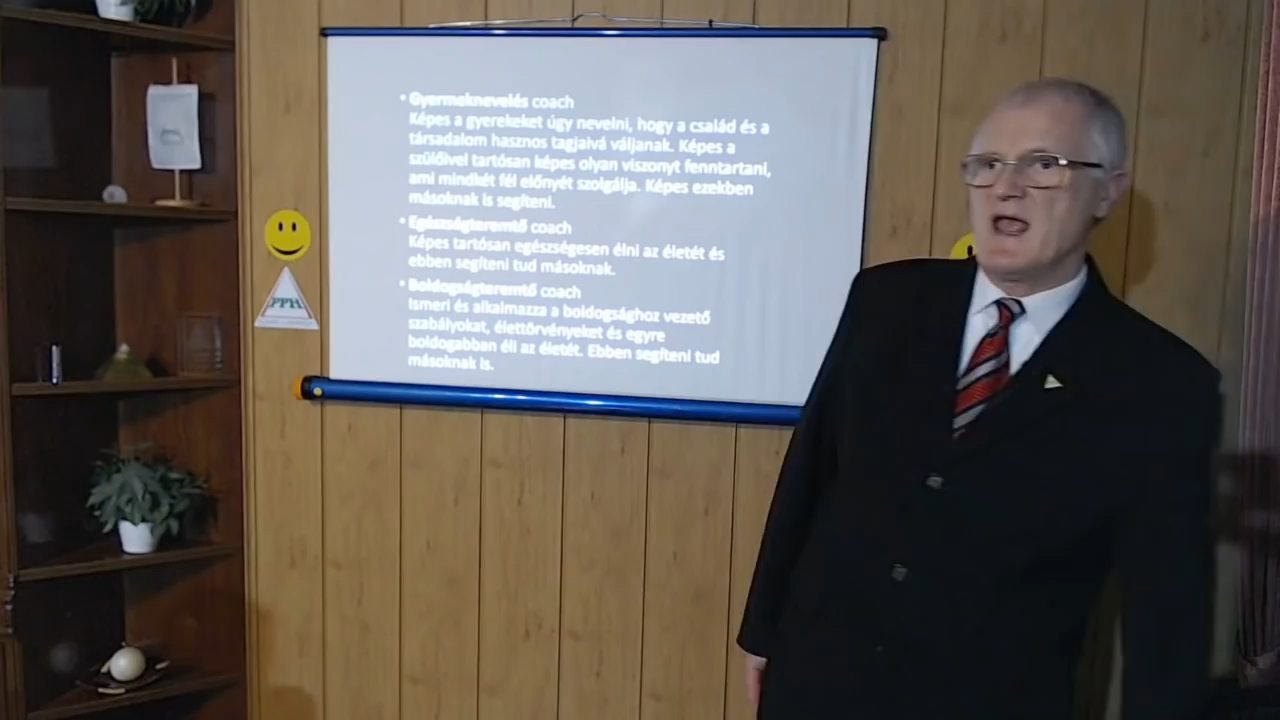 • Gyermeknevelés coach
Képes a gyerekeket úgy nevelni, hogy a család és a
társadalom hasznos tagjaivá váljanak. Képes a
szülőivel tartósan képes olyan viszonyt fenntartani,
ami mindkét fél előnyét szolgálja. Képes ezekben
másoknak is segíteni.
• Egészségteremtő coach
Képes tartósan egészségesen élni az életét és
ebben segíteni tud másoknak.
• Boldogságteremtő coach
Ismeri és alkalmazza a boldogsághoz vezető
szabályokat, élettörvényeket és egyre
boldogabban éli az életét. Ebben segíteni tud
másoknak is.
PPH